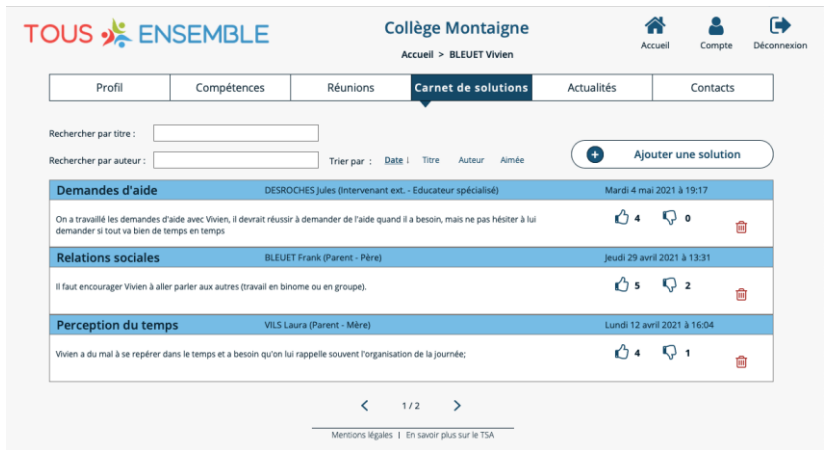 TOUS ENSEMBLE
Collège Montaigne
Accueil > BLEUET Vivien
Accueil
Compte
Déconnexion
Profil
Compétences
Réunions
Carnet de solutions
Actualités
Contacts
Rechercher par titre :
Rechercher par auteur :
Trier par : Date ↓ Titre Auteur Aimée
+ Ajouter une solution
Demandes d'aide DESROCHES Jules (Intervenant ext. - Educateur spécialisé) Mardi 4 mai 2021 à 19:17
On a travaillé les demandes d'aide avec Vivien, il devrait réussir à demander de l'aide quand il a besoin, mais ne pas hésiter à lui
demander si tout va bien de temps en temps
4 0
Relations sociales BLEUET Frank (Parent - Père) Jeudi 29 avril 2021 à 13:31
Il faut encourager Vivien à aller parler aux autres (travail en binome ou en groupe).
5 2
Perception du temps VILS Laura (Parent - Mère) Lundi 12 avril 2021 à 16:04
Vivien a du mal à se repérer dans le temps et a besoin qu'on lui rappelle souvent l'organisation de la journée;
4 1
< 1 / 2 >
Mentions légales | En savoir plus sur le TSA